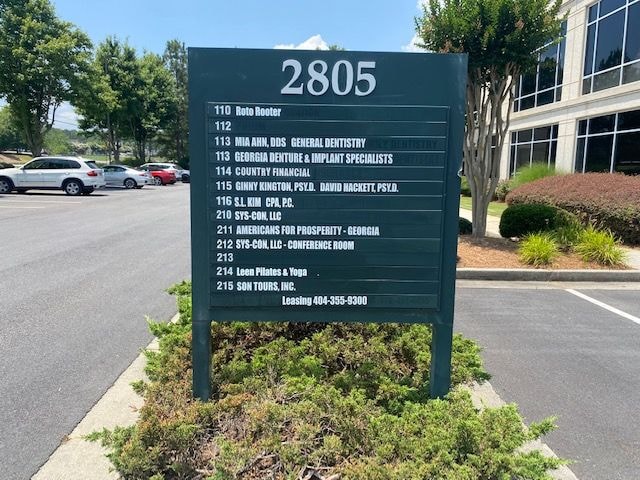 2805
110 Roto Rooter
112
113 MIA AHN, DDS GENERAL DENTISTRY
113 GEORGIA DENTURE & IMPLANT SPECIALISTS
114 COUNTRY FINANCIAL
115 GINNY KINGTON, PSY.D. DAVID HACKETT, PSY.D.
116 S.L. KIM CPA, P.C.
210 SYS-CON, LLC
211 AMERICANS FOR PROSPERITY - GEORGIA
212 SYS-CON, LLC - CONFERENCE ROOM
213
214 Leen Pilates & Yoga
215 SON TOURS, INC.
Leasing 404-355-9300